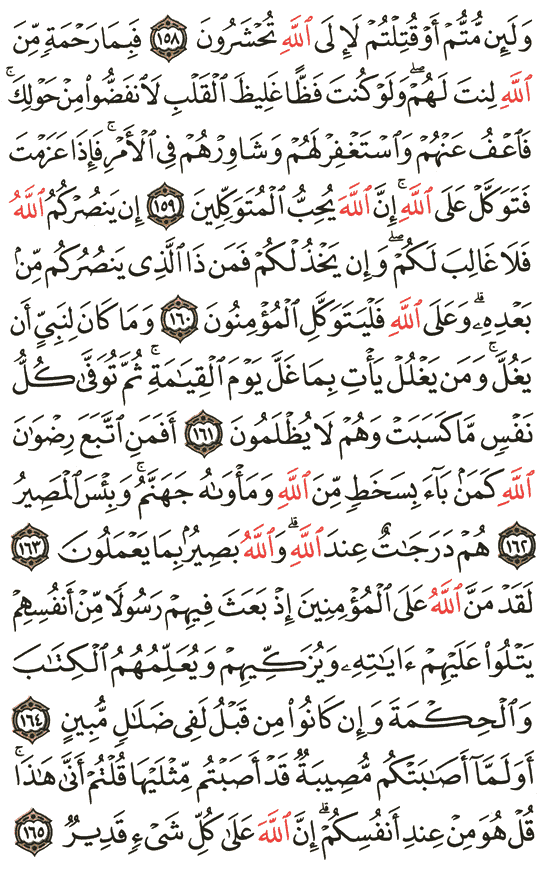 وَلَئِن مُّتُّمْ أَوْ قُتِلْتُمْ لَإِلَى ٱللَّهِ تُحْشَرُونَ ١٥٨ فَبِمَا رَحْمَةٍ مِّنَ
ٱللَّهِ لِنتَ لَهُمْ ۖ وَلَوْ كُنتَ فَظًّا غَلِيظَ ٱلْقَلْبِ لَٱنفَضُّوا۟ مِنْ حَوْلِكَ ۖ
فَٱعْفُ عَنْهُمْ وَٱسْتَغْفِرْ لَهُمْ وَشَاوِرْهُمْ فِى ٱلْأَمْرِ ۖ فَإِذَا عَزَمْتَ
فَتَوَكَّلْ عَلَى ٱللَّهِ ۚ إِنَّ ٱللَّهَ يُحِبُّ ٱلْمُتَوَكِّلِينَ ١٥٩ إِن يَنصُرْكُمُ ٱللَّهُ
فَلَا غَالِبَ لَكُمْ ۖ وَإِن يَخْذُلْكُمْ فَمَن ذَا ٱلَّذِى يَنصُرُكُم مِّنۢ
بَعْدِهِۦ ۗ وَعَلَى ٱللَّهِ فَلْيَتَوَكَّلِ ٱلْمُؤْمِنُونَ ١٦٠ وَمَا كَانَ لِنَبِىٍّ أَن
يَغُلَّ ۚ وَمَن يَغْلُلْ يَأْتِ بِمَا غَلَّ يَوْمَ ٱلْقِيَـٰمَةِ ۚ ثُمَّ تُوَفَّىٰ كُلُّ
نَفْسٍ مَّا كَسَبَتْ وَهُمْ لَا يُظْلَمُونَ ١٦١ أَفَمَنِ ٱتَّبَعَ رِضْوَٰنَ
ٱللَّهِ كَمَنۢ بَآءَ بِسَخَطٍ مِّنَ ٱللَّهِ وَمَأْوَىٰهُ جَهَنَّمُ ۚ وَبِئْسَ ٱلْمَصِيرُ
١٦٢ هُمْ دَرَجَـٰتٌ عِندَ ٱللَّهِ ۗ وَٱللَّهُ بَصِيرٌۢ بِمَا يَعْمَلُونَ ١٦٣
لَقَدْ مَنَّ ٱللَّهُ عَلَى ٱلْمُؤْمِنِينَ إِذْ بَعَثَ فِيهِمْ رَسُولًا مِّنْ أَنفُسِهِمْ
يَتْلُوا۟ عَلَيْهِمْ ءَايَـٰتِهِۦ وَيُزَكِّيهِمْ وَيُعَلِّمُهُمُ ٱلْكِتَـٰبَ
وَٱلْحِكْمَةَ وَإِن كَانُوا۟ مِن قَبْلُ لَفِى ضَلَـٰلٍ مُّبِينٍ ١٦٤
أَوَلَمَّآ أَصَـٰبَتْكُم مُّصِيبَةٌ قَدْ أَصَبْتُم مِّثْلَيْهَا قُلْتُمْ أَنَّىٰ هَـٰذَا ۖ
قُلْ هُوَ مِنْ عِندِ أَنفُسِكُمْ ۗ إِنَّ ٱللَّهَ عَلَىٰ كُلِّ شَىْءٍ قَدِيرٌ ١٦٥